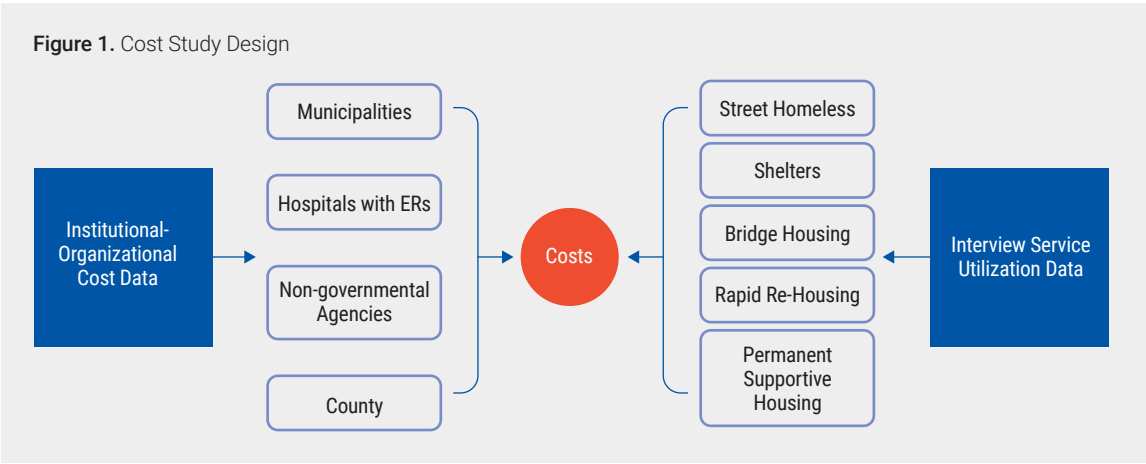 Figure 1. Cost Study Design
Institutional-
Organizational
Cost Data
Municipalities
Hospitals with ERs
Non-governmental
Agencies
County
Costs
Street Homeless
Shelters
Bridge Housing
Rapid Re-Housing
Permanent
Supportive
Housing
Interview Service
Utilization Data